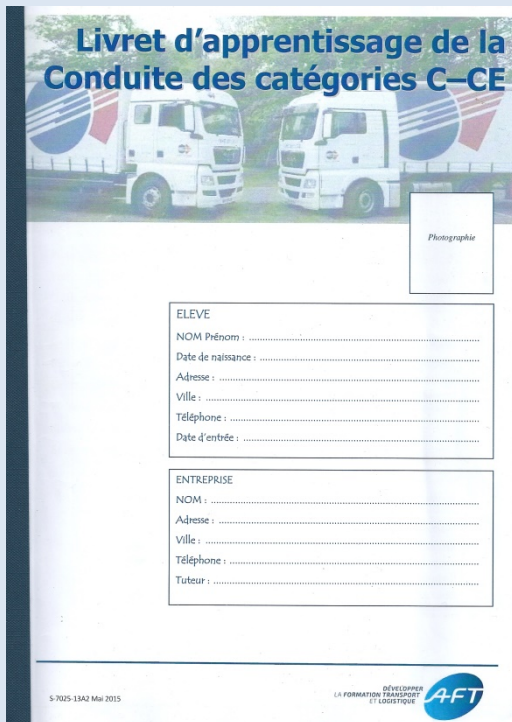 Livret d'apprentissage de la
Conduite des catégories C–CE
Photographie
ELEVE
NOM Prénom : ........................................
Date de naissance : ........................................
Adresse : ........................................
Ville : ........................................
Téléphone : ........................................
Date d'entrée : ........................................
ENTREPRISE
NOM : ........................................
Adresse : ........................................
Ville : ........................................
Téléphone : ........................................
Tuteur : ........................................
S-7025-13A2 Mai 2015
DÉVELOPPER
LA FORMATION TRANSPORT
ET LOGISTIQUE
AFT